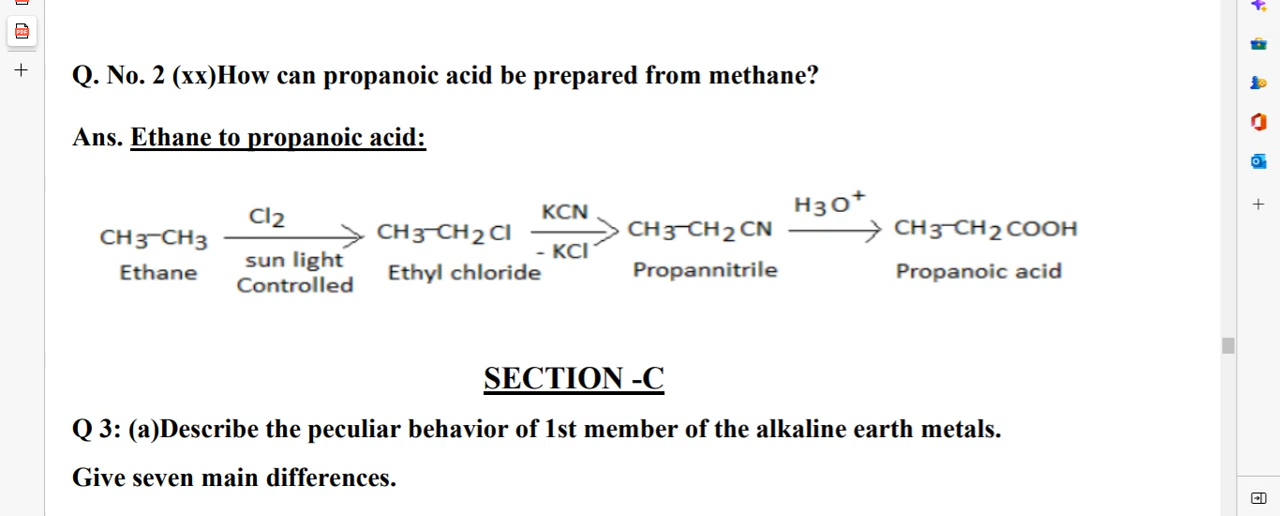 Q. No. 2 (xx)How can propanoic acid be prepared from methane?
Ans. Ethane to propanoic acid:
CH3-CH3 Cl2 CH3-CH2Cl KCN CH3-CH2CN H3O+ CH3-CH2COOH
Ethane sun light Ethyl chloride - KCl Propannitrile Propanoic acid
Controlled
SECTION -C
Q 3: (a)Describe the peculiar behavior of 1st member of the alkaline earth metals.
Give seven main differences.